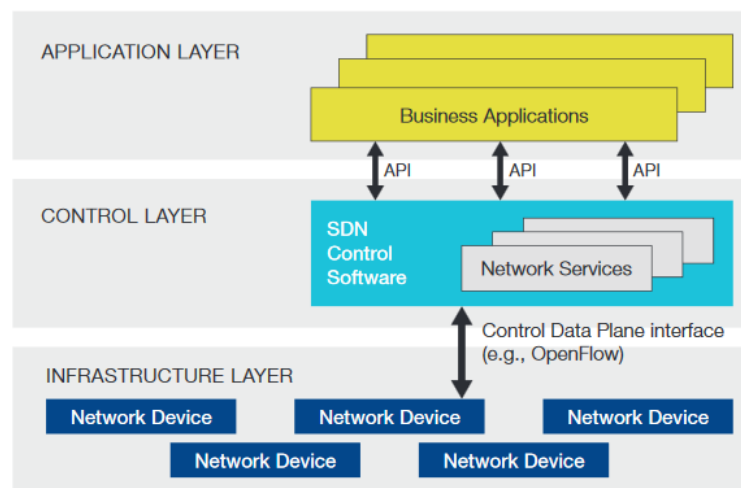 APPLICATION LAYER
Business Applications
API
API
API
CONTROL LAYER
SDN
Control
Software
Network Services
Control Data Plane interface
(e.g., OpenFlow)
INFRASTRUCTURE LAYER
Network Device
Network Device
Network Device
Network Device
Network Device